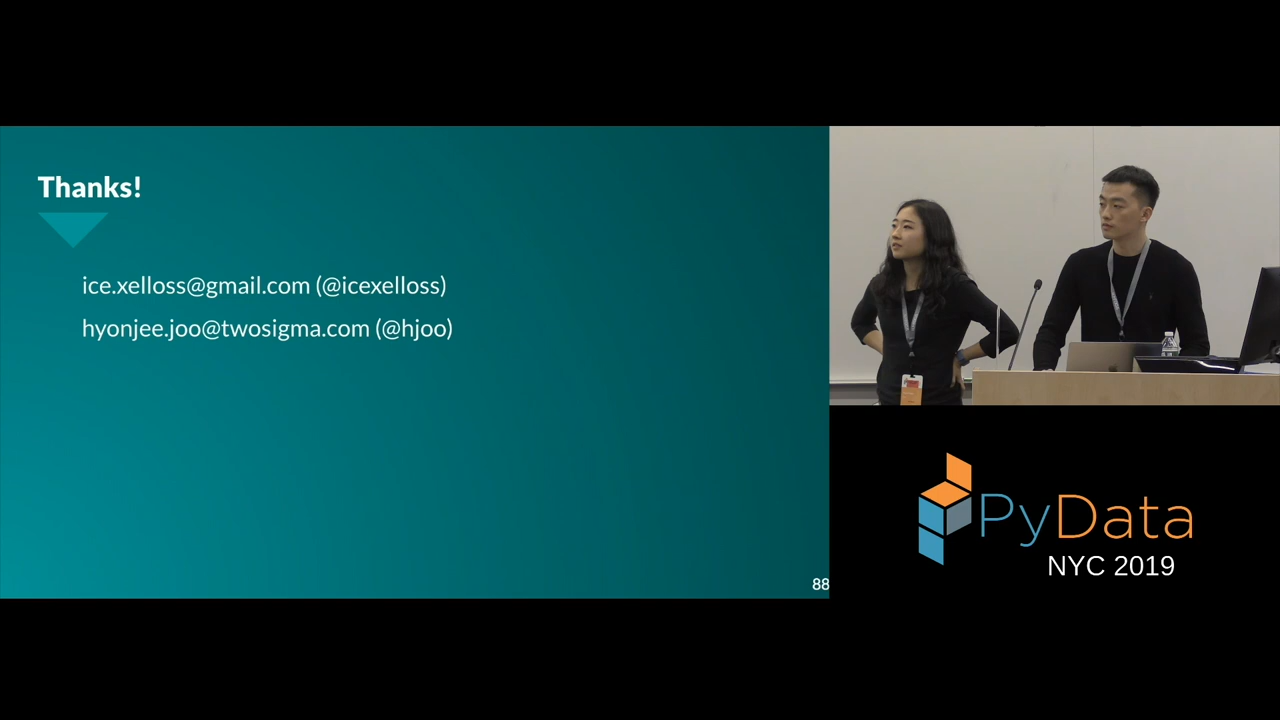 Thanks!
ice.xelloss@gmail.com (@icexelloss)
hyonjee.joo@twosigma.com (@hjoo)
88
PyData
NYC 2019